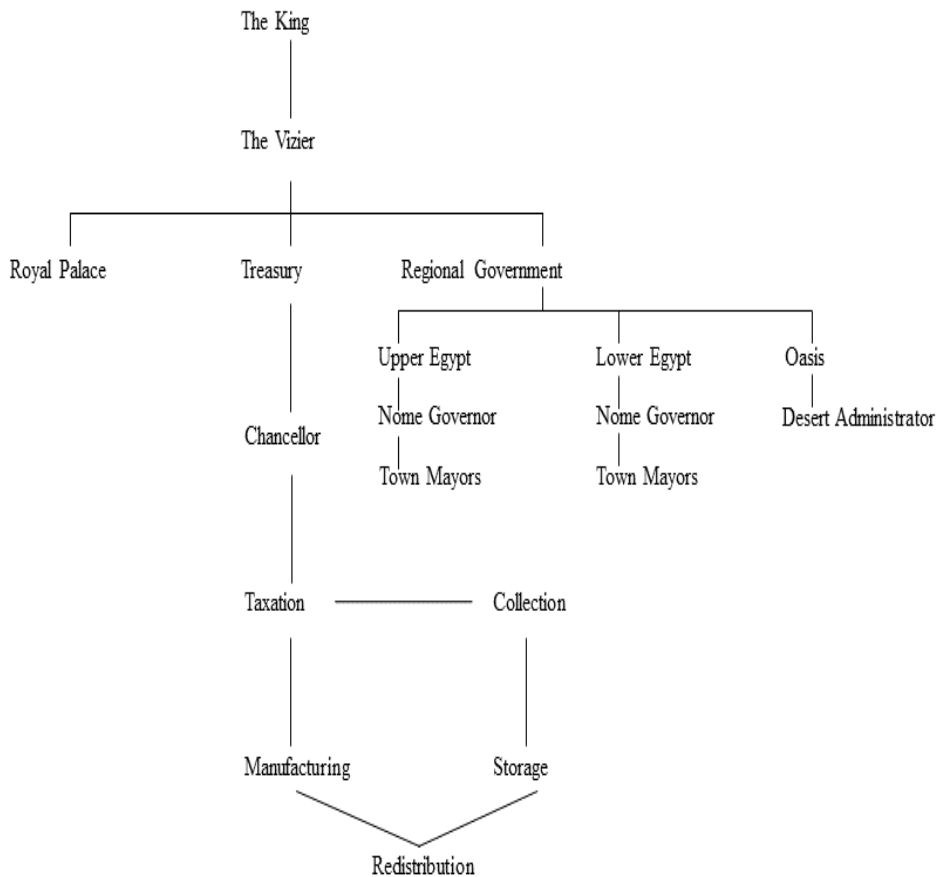 The King
The Vizier
Royal Palace
Treasury
Regional Government
Upper Egypt
Lower Egypt
Oasis
Nome Governor
Nome Governor
Desert Administrator
Chancellor
Town Mayors
Town Mayors
Taxation
Collection
Manufacturing
Storage
Redistribution